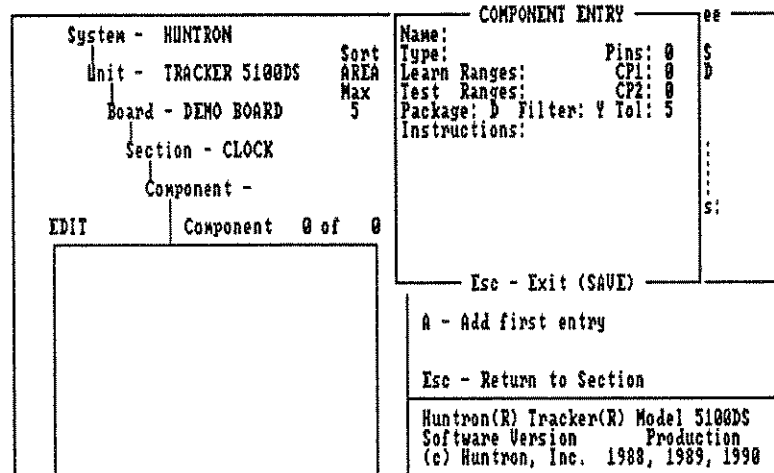 System - HUNTRON
Sort
Unit - TRACKER 5100DS
AREA
Max
Board - DEMO BOARD
5
Section - CLOCK
Component -
EDIT
Component 0 of 0
COMPONENT ENTRY
Name:
Type:
Pins: 0
Learn Ranges:
CP1: 0
Test Ranges:
CP2: 0
Package: D Filter: Y Tol: 5
Instructions:
Esc - Exit (SAVE)
ee
S
D
s:
A - Add first entry
Esc - Return to Section
Huntron(R) Tracker(R) Model 5100DS
Software Version Production
(c) Huntron, Inc. 1988, 1989, 1990